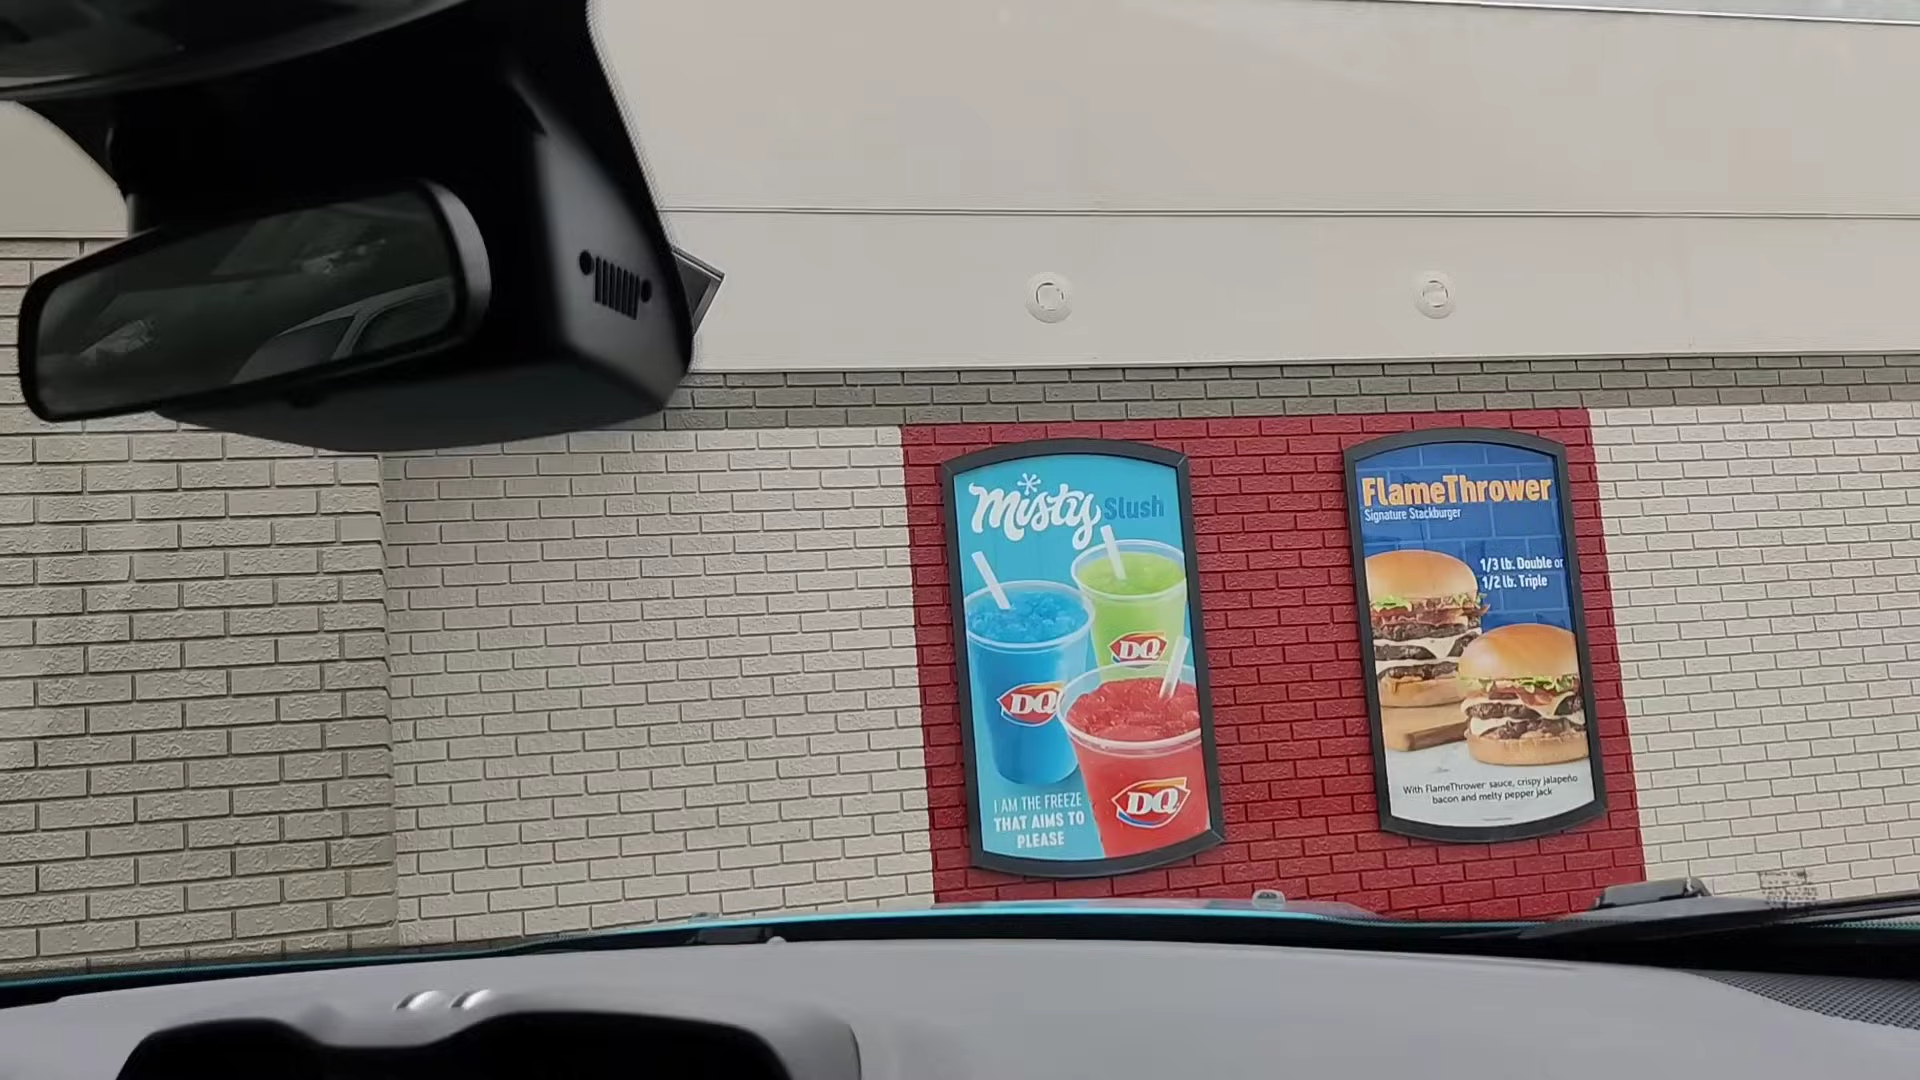 Misty Slush
DQ
DQ
DQ
I AM THE FREEZE
THAT AIMS TO
PLEASE
FlameThrower
Signature Stackburger
1/3 lb. Double or
1/2 lb. Triple
With FlameThrower sauce, crispy jalapeño
bacon and melty pepper jack